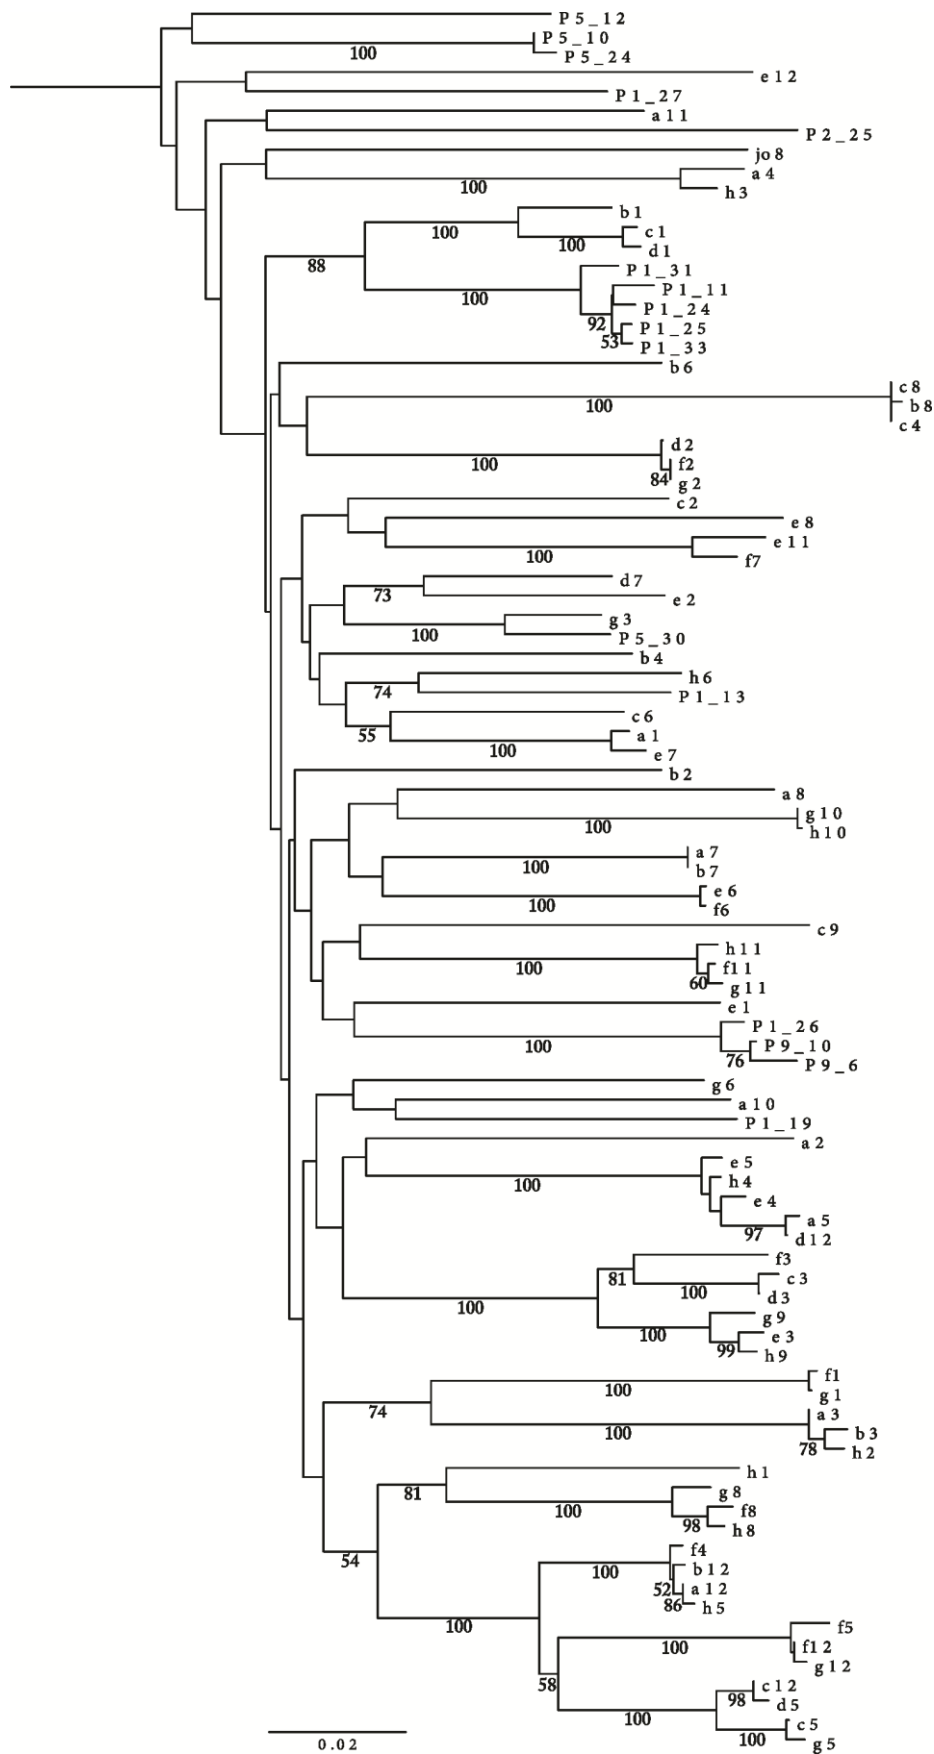 P5_12
P5_10
100
P5_24
e12
P1_27
a11
P2_25
jo8
a4
100
h3
b1
c1
100
100
d1
88
P1_31
P1_11
100
P1_24
92
P1_25
53
P1_33
b6
c8
100
b8
c4
d2
100
f2
84
g2
c2
e8
e11
100
f7
d7
73
e2
g3
100
P5_30
b4
h6
74
P1_13
c6
55
a1
100
e7
b2
a8
g10
100
h10
a7
100
b7
e6
100
f6
c9
h11
100
f11
60
g11
e1
P1_26
100
P9_10
76
P9_6
g6
a10
P1_19
a2
e5
100
h4
e4
a5
97
d12
f3
81
c3
100
d3
100
g9
100
e3
99
h9
f1
100
g1
74
a3
100
b3
78
h2
h1
81
g8
100
f8
98
h8
54
f4
100
b12
52
a12
86
h5
100
f5
100
f12
g12
58
c12
98
d5
100
c5
100
g5
0.02